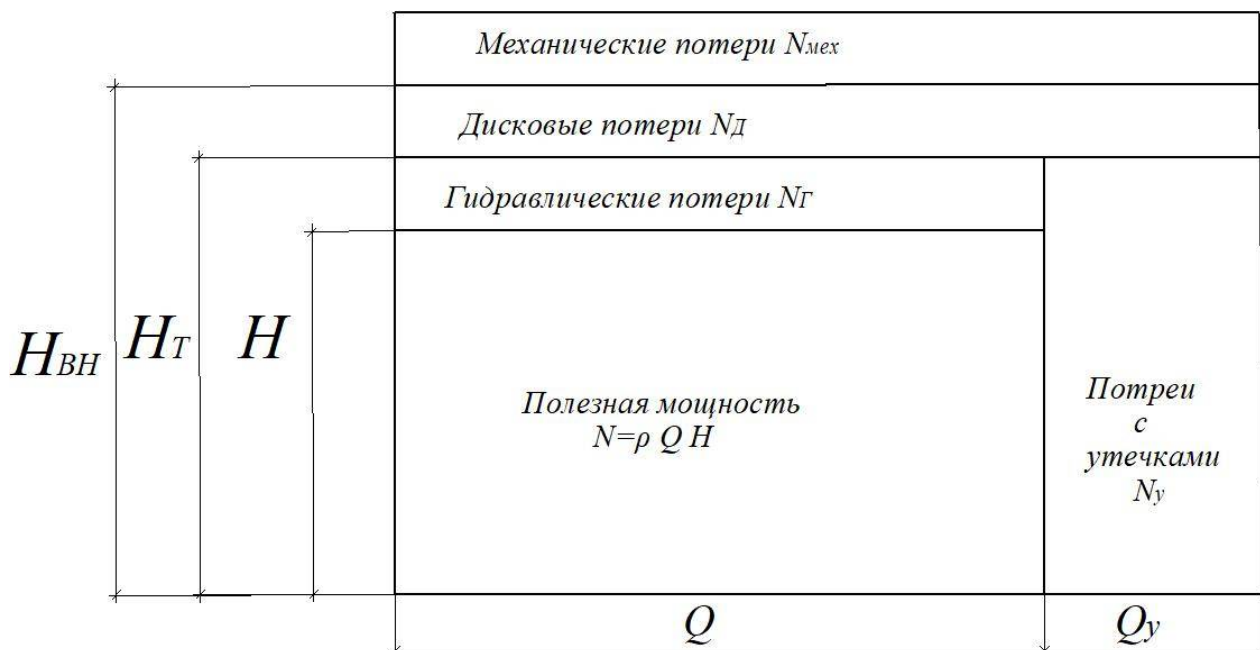 Механические потери Nмех
Дисковые потери NД
Гидравлические потери NГ
HВН
HТ
H
Полезная мощность
N=ρ Q H
Потреи
с
утечками
Nу
Q
Qу